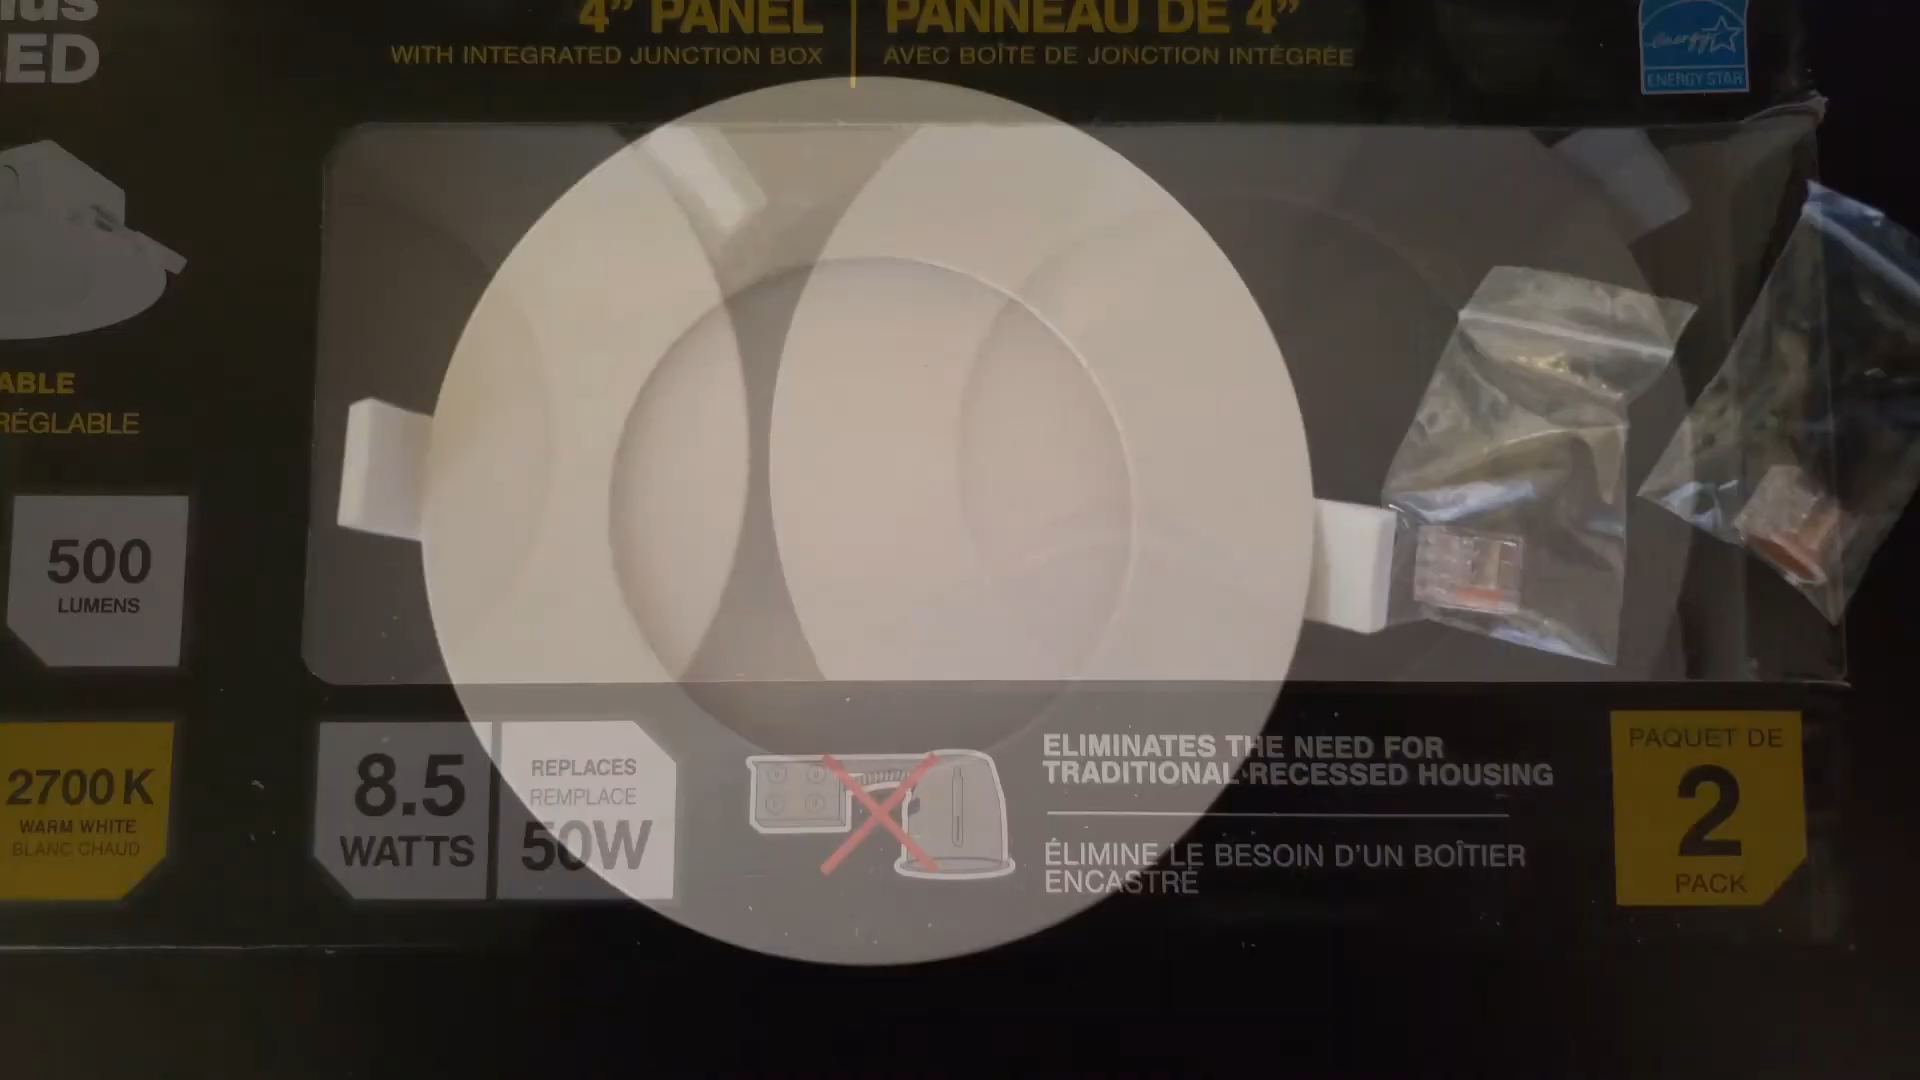 LED
4” PANEL
WITH INTEGRATED JUNCTION BOX
PANNEAU DE 4”
AVEC BOÎTE DE JONCTION INTÉGRÉE
energy
ENERGY STAR
RÉGLABLE
500
LUMENS
2700 K
WARM WHITE
BLANC CHAUD
8.5
WATTS
REPLACES
REMPLACE
50W
ELIMINATES THE NEED FOR
TRADITIONAL RECESSED HOUSING
ÉLIMINE LE BESOIN D’UN BOÎTIER
ENCASTRÉ
PAQUET DE
2
PACK